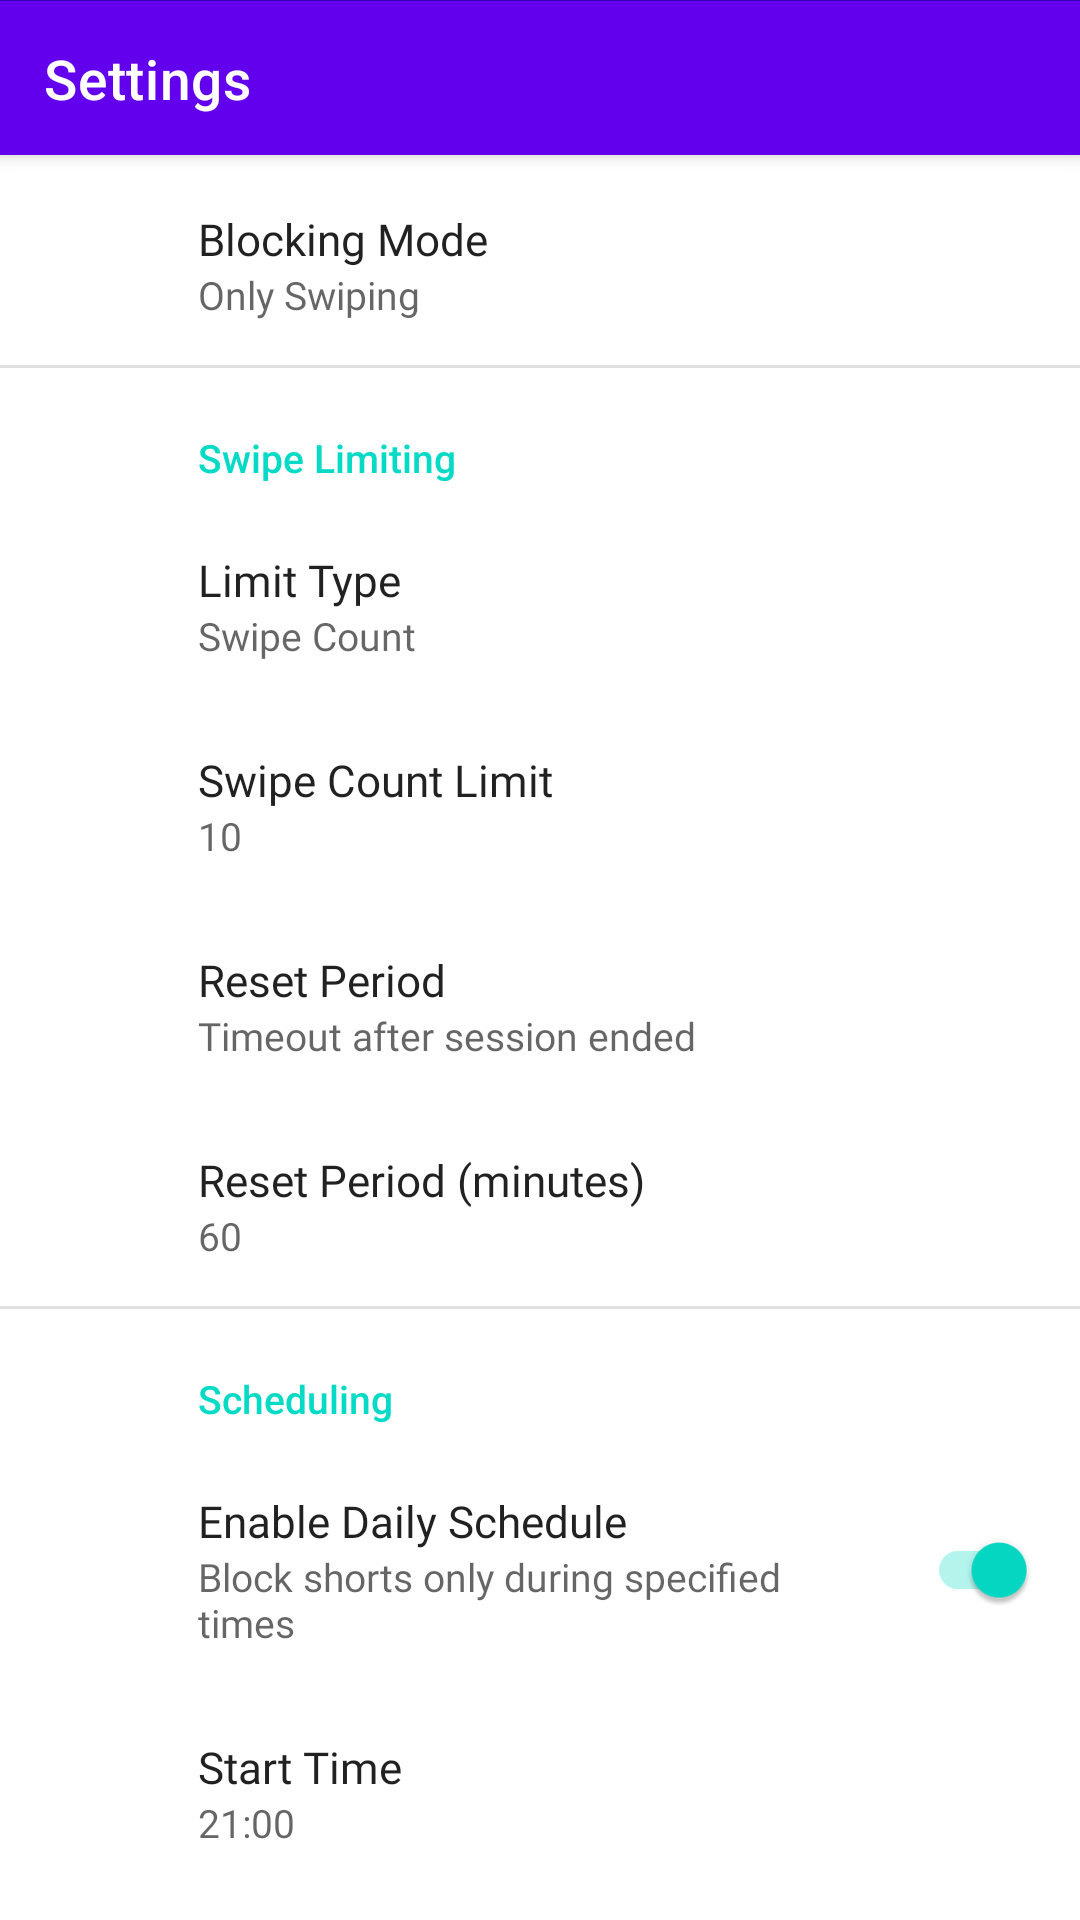 Settings
Blocking Mode
Only Swiping
Swipe Limiting
Limit Type
Swipe Count
Swipe Count Limit
10
Reset Period
Timeout after session ended
Reset Period (minutes)
60
Scheduling
Enable Daily Schedule
Block shorts only during specified
times
Start Time
21:00